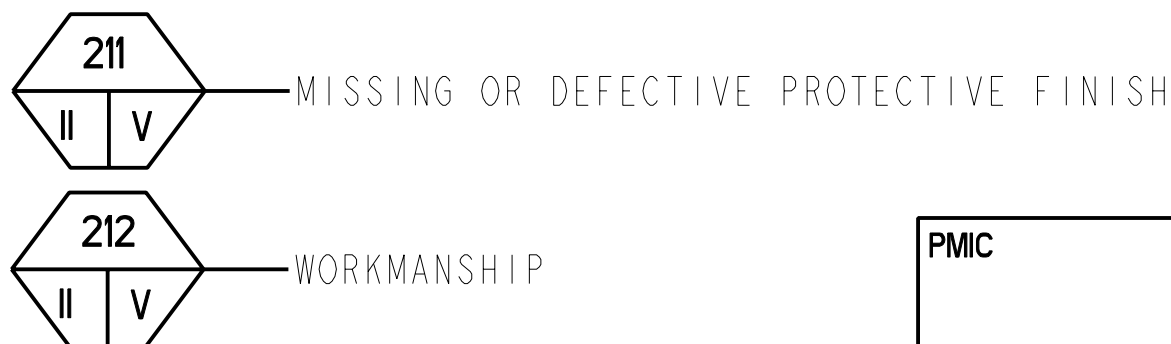 211
MISSING OR DEFECTIVE PROTECTIVE FINISH
II V
212
PMIC
WORKMANSHIP
II V